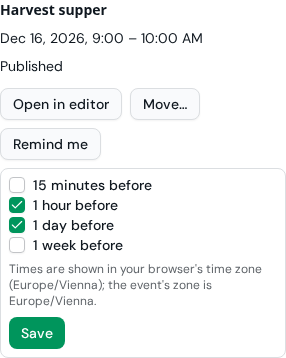 Harvest supper
Dec 16, 2026, 9:00 – 10:00 AM
Published
Open in editor
Move…
Remind me
15 minutes before
1 hour before
1 day before
1 week before
Times are shown in your browser's time zone
(Europe/Vienna); the event's zone is
Europe/Vienna.
Save